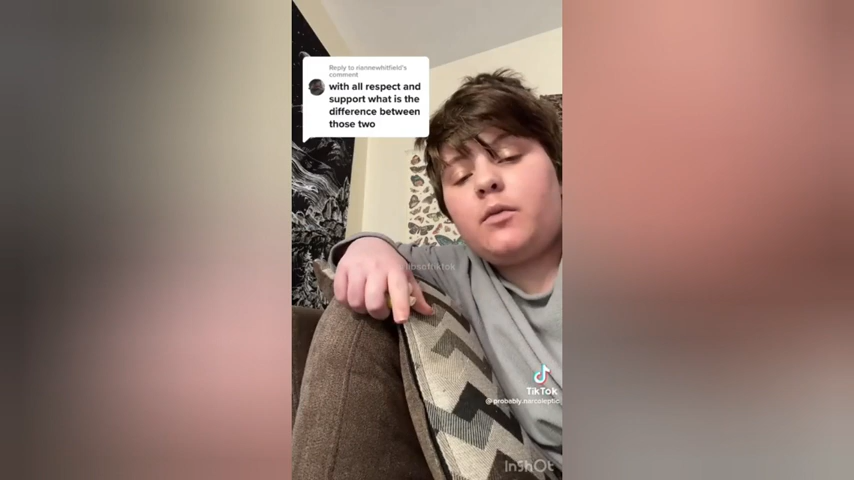 Reply to riannewhitfield's
comment
with all respect and
support what is the
difference between
those two
libsoftiktok
TikTok
@probably.narcoleptic
InShOt